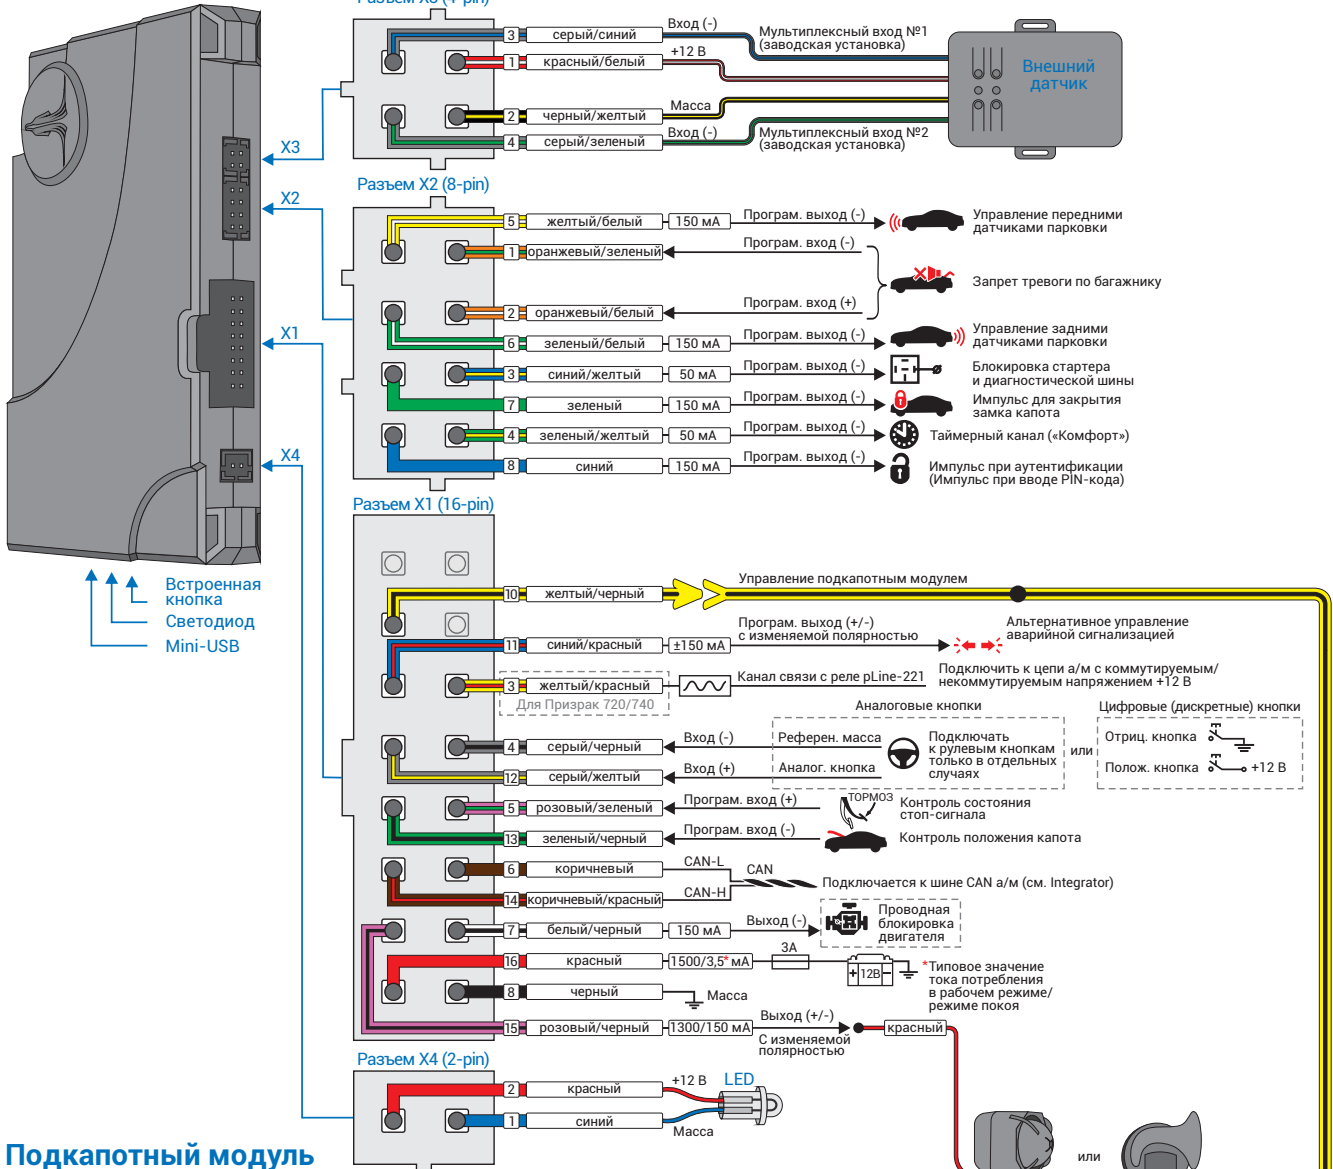 Разъем X3 (4-pin)
3 серый/синий Вход (-) Мультиплексный вход №1
(заводская установка)
1 красный/белый +12 В
Внешний
датчик
2 черный/желтый Масса
4 серый/зеленый Вход (-) Мультиплексный вход №2
(заводская установка)
X3
X2
X1
X4
Встроенная
кнопка
Светодиод
Mini-USB
Разъем X2 (8-pin)
5 желтый/белый 150 мА Програм. выход (-) Управление передними
датчиками парковки
1 оранжевый/зеленый Програм. вход (-)
Запрет тревоги по багажнику
2 оранжевый/белый Програм. вход (+)
6 зеленый/белый 150 мА Програм. выход (-) Управление задними
датчиками парковки
3 синий/желтый 50 мА Програм. выход (-) Блокировка стартера
и диагностической шины
7 зеленый 150 мА Програм. выход (-) Импульс для закрытия
замка капота
4 зеленый/желтый 50 мА Програм. выход (-) Таймерный канал («Комфорт»)
8 синий 150 мА Програм. выход (-) Импульс при аутентификации
(Импульс при вводе PIN-кода)
Разъем X1 (16-pin)
10 желтый/черный Управление подкапотным модулем
11 синий/красный ±150 мА Програм. выход (+/-)
с изменяемой полярностью
Альтернативное управление
аварийной сигнализацией
3 желтый/красный Канал связи с реле pLine-221 Подключить к цепи а/м с коммутируемым/
некоммутируемым напряжением +12 В
Для Призрак 720/740
Аналоговые кнопки
Цифровые (дискретные) кнопки
4 серый/черный Вход (-) Референ. масса
12 серый/желтый Вход (+) Аналог. кнопка
Подключать
к рулевым кнопкам
только в отдельных
случаях
или
Отриц. кнопка
Полож. кнопка +12 В
5 розовый/зеленый Програм. вход (+) ТОРМОЗ Контроль состояния
стоп-сигнала
13 зеленый/черный Програм. вход (-) Контроль положения капота
6 коричневый CAN-L
CAN
Подключается к шине CAN а/м (см. Integrator)
14 коричневый/красный CAN-H
7 белый/черный 150 мА Выход (-) Проводная
блокировка
двигателя
16 красный 1500/3,5* мА 3А + 12В -
*Типовое значение
тока потребления
в рабочем режиме/
режиме покоя
8 черный Масса
15 розовый/черный 1300/150 мА Выход (+/-)
С изменяемой
полярностью
красный
Разъем X4 (2-pin)
2 красный +12 В LED
1 синий Масса
или
Подкапотный модуль